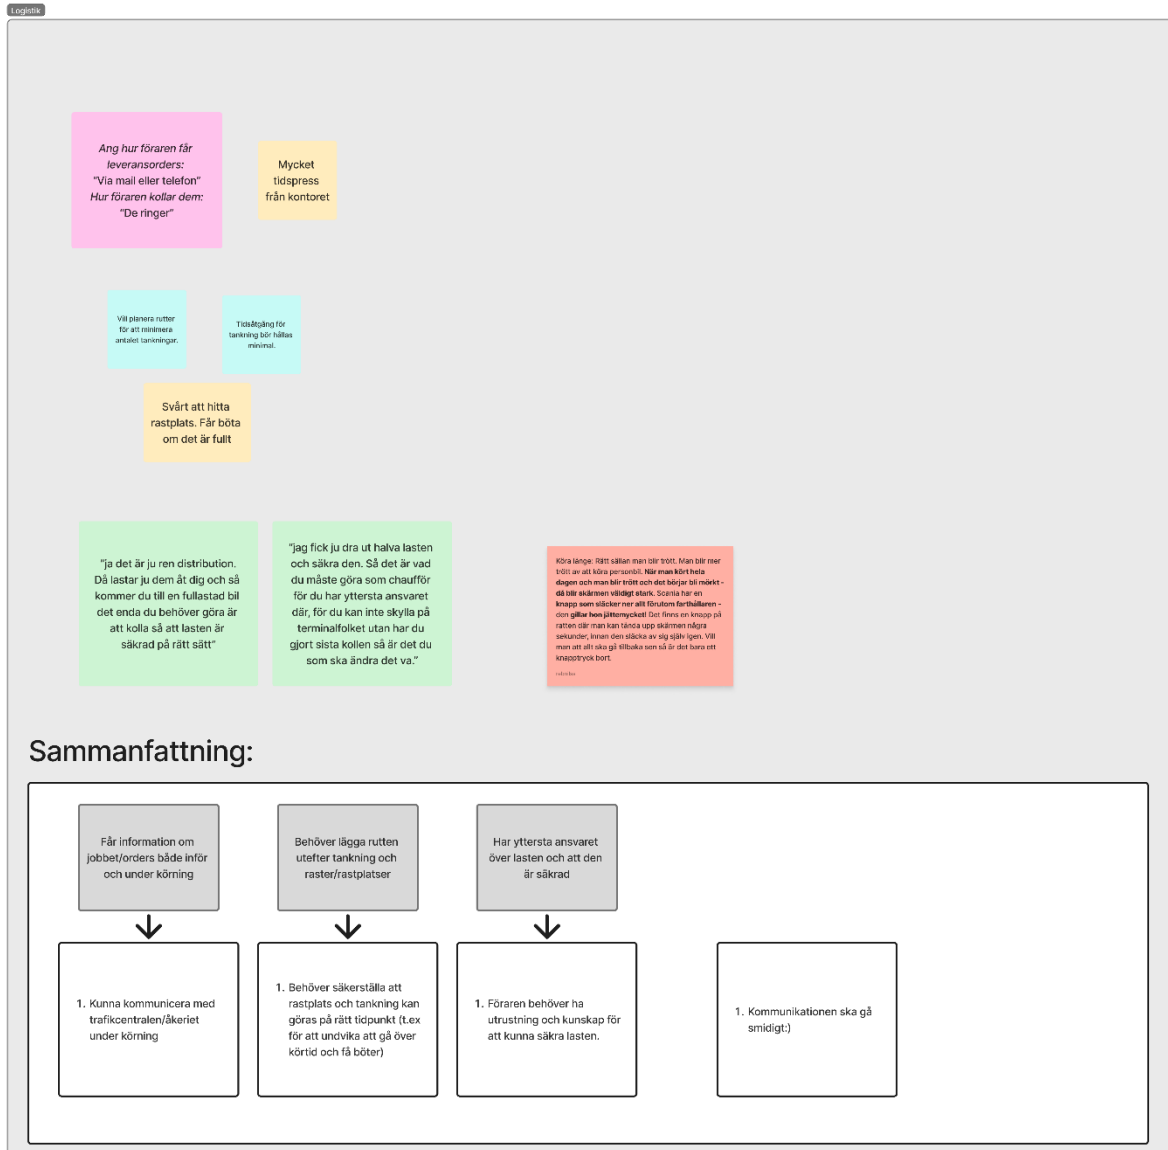 Logistik
Ang hur föraren får
leveransorders:
"Via mail eller telefon"
Hur föraren kollar dem:
"De ringer"
Mycket
tidspress
från kontoret
Vill planera rutter
för att minimera
antalet tankningar.
Tidsåtgång för
tankning bör hållas
minimal.
Svårt att hitta
rastplats. Får böta
om det är fullt
"ja det är ju ren distribution.
Då lastar ju dem åt dig och så
kommer du till en fullastad bil
det enda du behöver göra är
att kolla så att lasten är
säkrad på rätt sätt"
"jag fick ju dra ut halva lasten
och säkra den. Så det är vad
du måste göra som chaufför
för du har yttersta ansvaret
där, för du kan inte skylla på
terminalfolket utan har du
gjort sista kollen så är det du
som ska ändra det va."
Köra länge: Rätt sällan man blir trött. Man blir mer
trött av att köra personbil. När man kört hela
dagen och man blir trött och det börjar bli mörkt -
då blir skärmen väldigt stark. Scania har en
knapp som släcker ner allt förutom farthållaren -
den gillar hon jättemycket! Det finns en knapp på
ratten där man kan tända upp skärmen några
sekunder, innan den släcka av sig själv igen. Vill
man att allt ska gå tillbaka sen så är det bara ett
knapptryck bort.
Sammanfattning:
Får information om
jobbet/orders både inför
och under körning
Behöver lägga rutten
utefter tankning och
raster/rastplatser
Har yttersta ansvaret
över lasten och att den
är säkrad
1. Kunna kommunicera med
trafikcentralen/åkeriet
under körning
1. Behöver säkerställa att
rastplats och tankning kan
göras på rätt tidpunkt (t.ex
för att undvika att gå över
körtid och få böter)
1. Föraren behöver ha
utrustning och kunskap för
att kunna säkra lasten.
1. Kommunikationen ska gå
smidigt:)